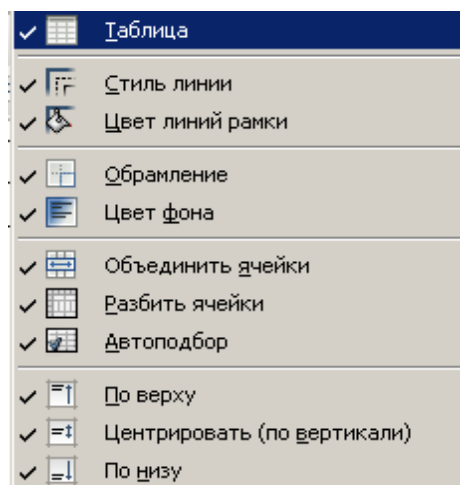 Таблица
Стиль линии
Цвет линий рамки
Обрамление
Цвет фона
Объединить ячейки
Разбить ячейки
Автоподбор
По верху
Центрировать (по вертикали)
По низу